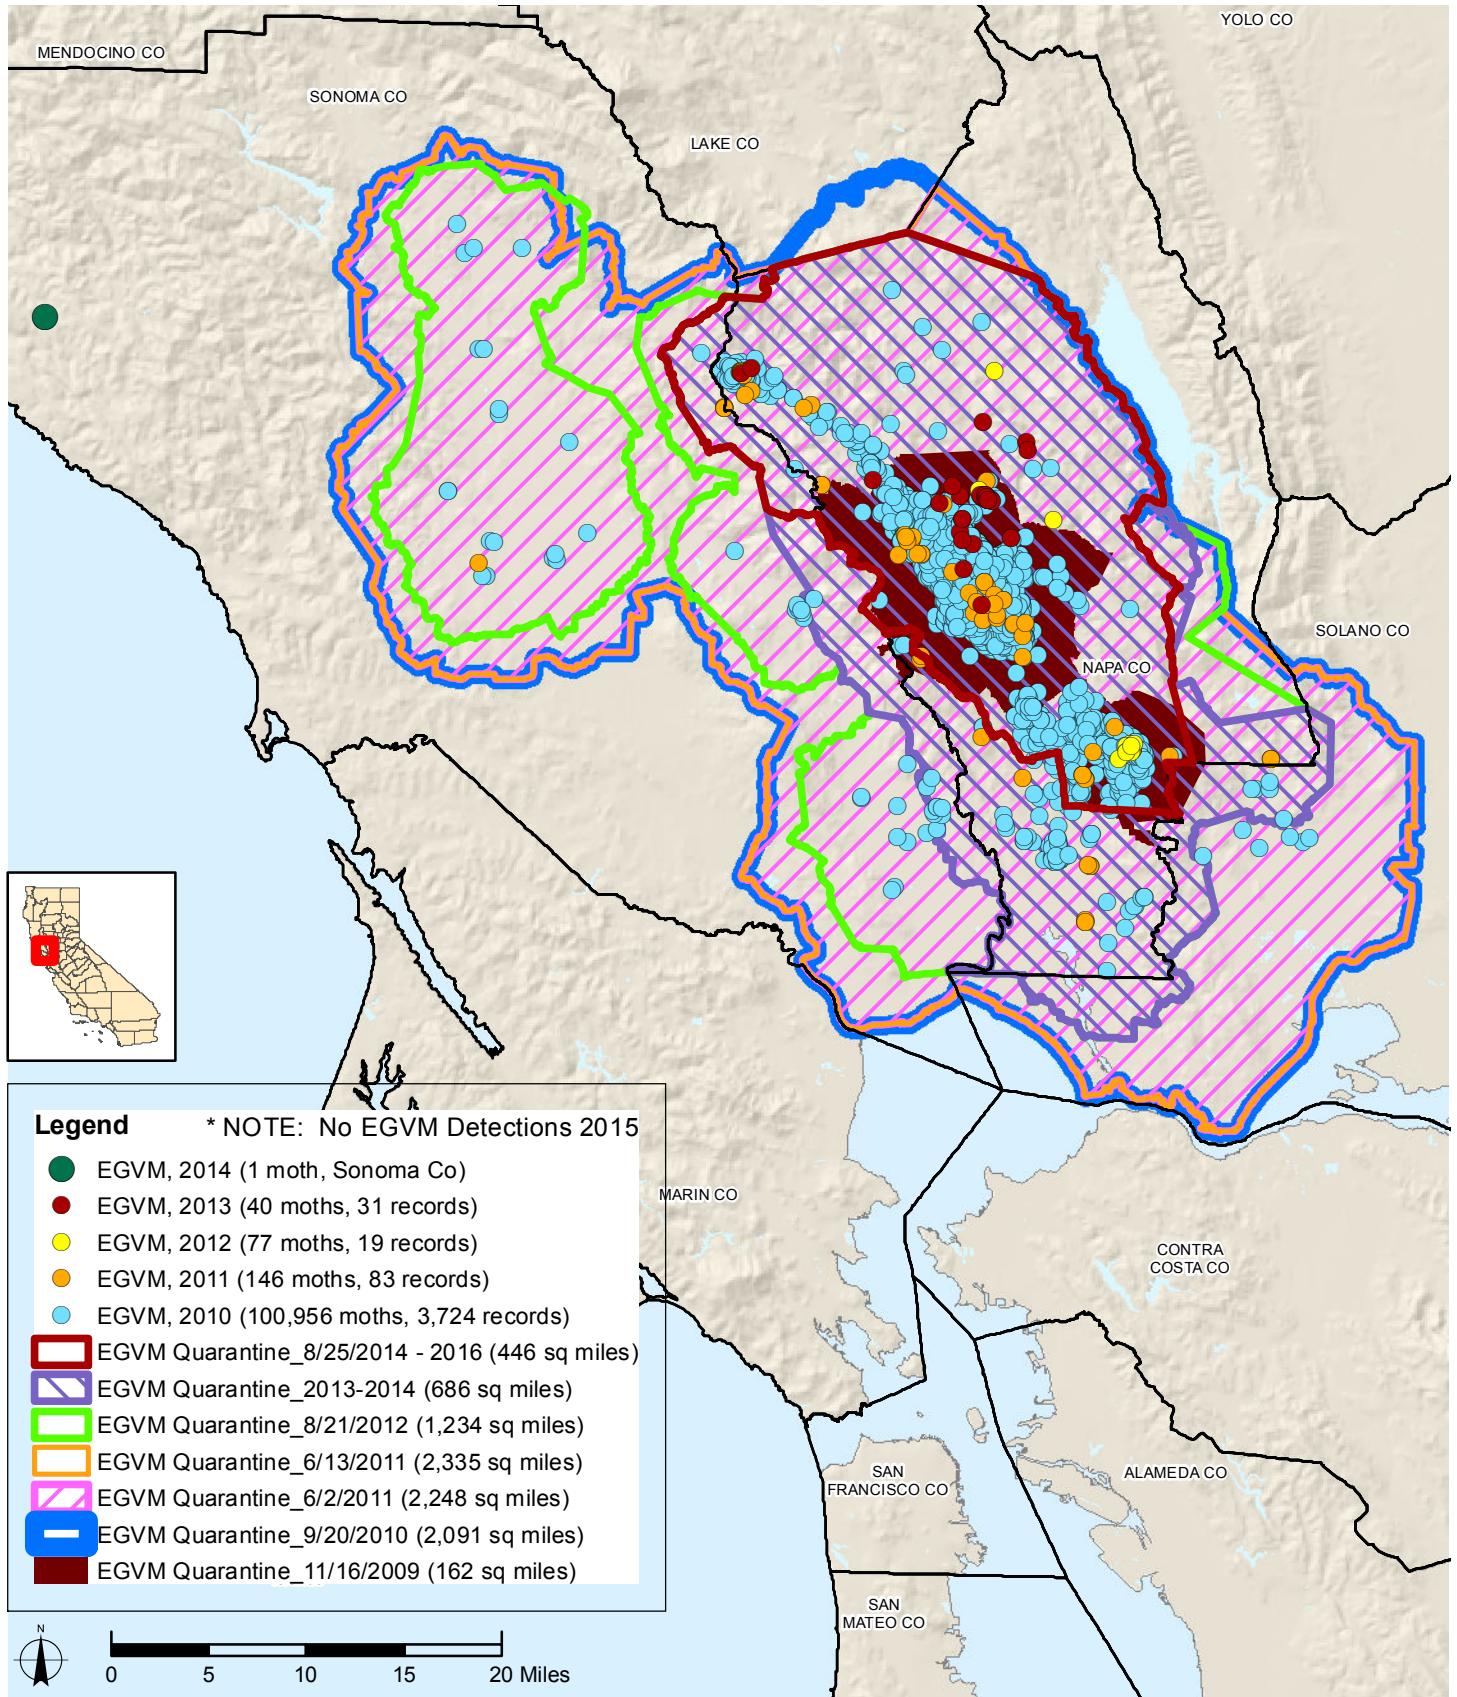 YOLO CO
MENDOCINO CO
SONOMA CO
LAKE CO
SOLANO CO
NAPA CO
Legend * NOTE: No EGVM Detections 2015
EGVM, 2014 (1 moth, Sonoma Co)
EGVM, 2013 (40 moths, 31 records)
EGVM, 2012 (77 moths, 19 records)
EGVM, 2011 (146 moths, 83 records)
EGVM, 2010 (100,956 moths, 3,724 records)
EGVM Quarantine_8/25/2014 - 2016 (446 sq miles)
EGVM Quarantine_2013-2014 (686 sq miles)
EGVM Quarantine_8/21/2012 (1,234 sq miles)
EGVM Quarantine_6/13/2011 (2,335 sq miles)
EGVM Quarantine_6/2/2011 (2,248 sq miles)
EGVM Quarantine_9/20/2010 (2,091 sq miles)
EGVM Quarantine_11/16/2009 (162 sq miles)
MARIN CO
CONTRA
COSTA CO
SAN
FRANCISCO CO
ALAMEDA CO
SAN
MATEO CO
N
0 5 10 15 20 Miles